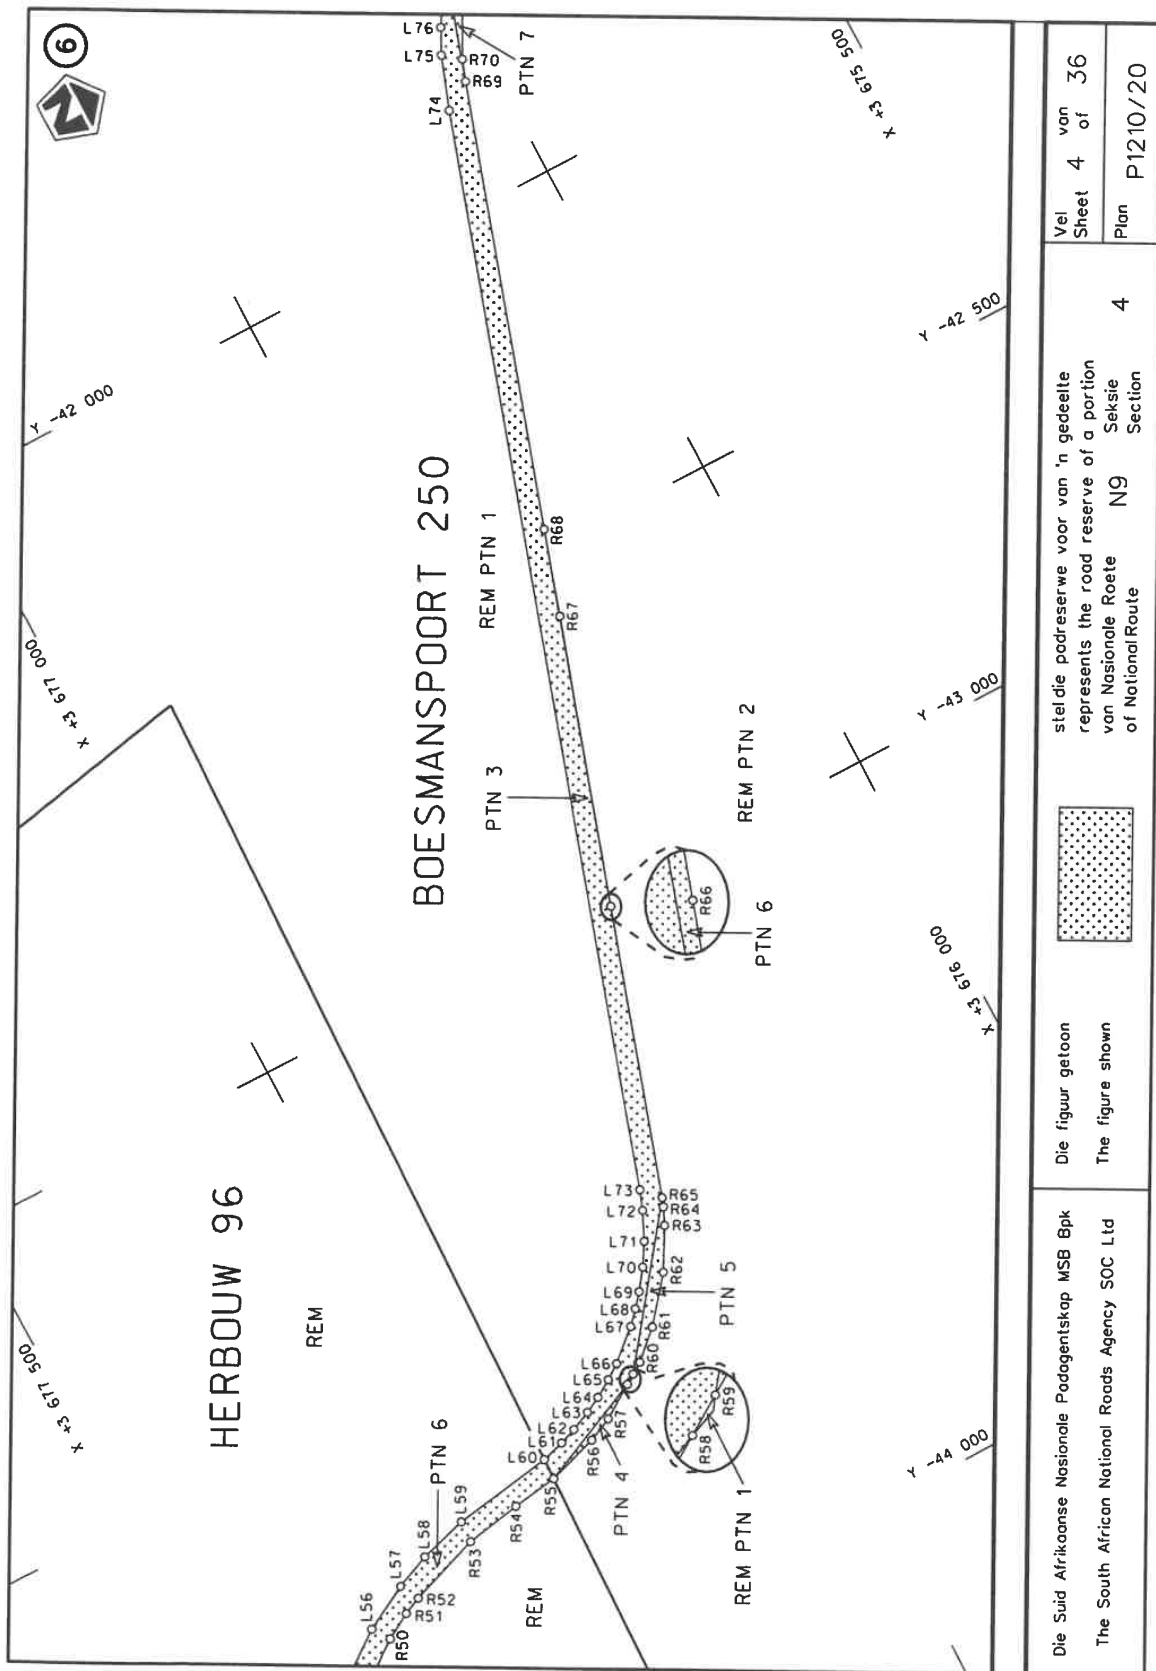 6
N
L76
L75
L74
R70
R69
PTN 7
X +3 675 500
Y -42 000
Y -42 500
X +3 677 000
BOESMANSPOORT 250
REM PTN 1
R68
R67
PTN 3
REM PTN 2
Y -43 000
R66
PTN 6
X +3 676 000
HERBOUW 96
REM
X +3 677 500
L73
L72
L71
L70
L69
L68
L67
L66
L65
L64
L63
L62
L61
L60
R65
R64
R63
R62
R61
R60
PTN 5
R59
R58
R57
R56
R55
R54
PTN 4
REM PTN 1
Y -44 000
PTN 6
L59
L58
L57
L56
R53
R52
R51
R50
REM
Die Suid Afrikaanse Nasionale Padagentskap MSB Bpk
The South African National Roads Agency SOC Ltd
Die figuur getoon
The figure shown
stel die padreserwe voor van 'n gedeelte
represents the road reserve of a portion
van Nasionale Roete N9 Seksie 4
of National Route Section
Vel 4 van 36
Sheet of
Plan P1210/20